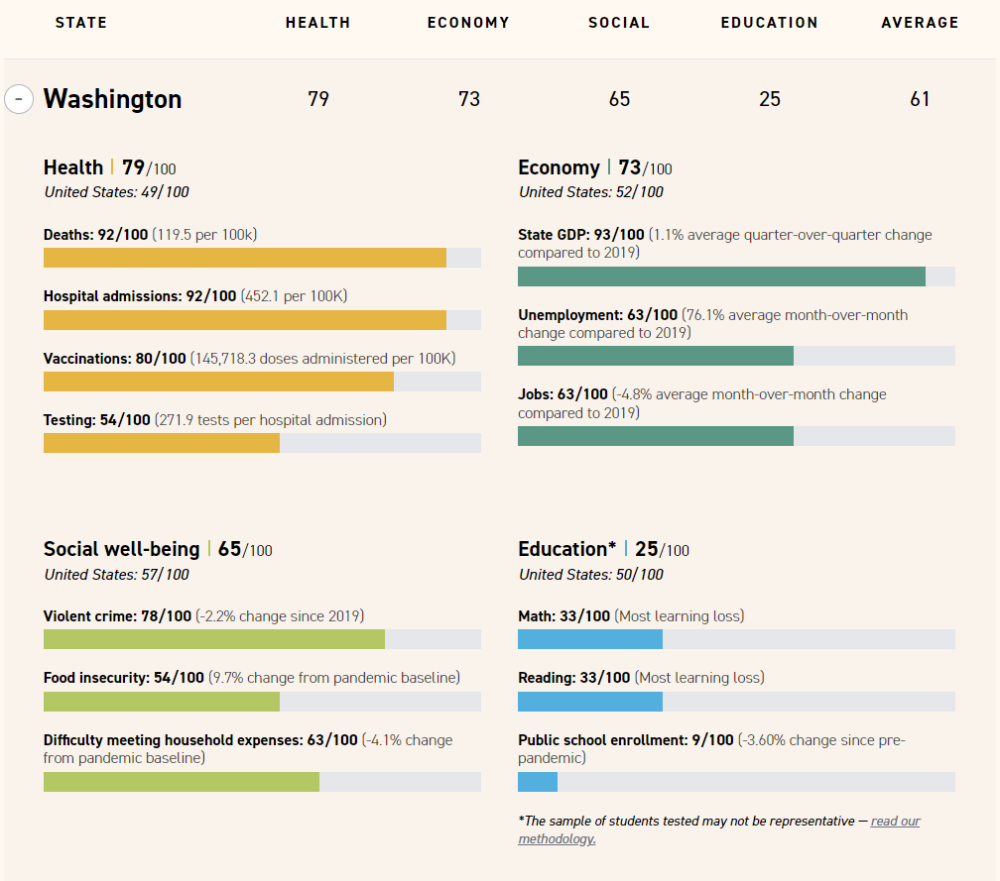 STATE HEALTH ECONOMY SOCIAL EDUCATION AVERAGE
- Washington 79 73 65 25 61
Health | 79/100
United States: 49/100
Deaths: 92/100 (119.5 per 100k)
Hospital admissions: 92/100 (452.1 per 100K)
Vaccinations: 80/100 (145,718.3 doses administered per 100K)
Testing: 54/100 (271.9 tests per hospital admission)
Economy | 73/100
United States: 52/100
State GDP: 93/100 (1.1% average quarter-over-quarter change
compared to 2019)
Unemployment: 63/100 (76.1% average month-over-month
change compared to 2019)
Jobs: 63/100 (-4.8% average month-over-month change
compared to 2019)
Social well-being | 65/100
United States: 57/100
Violent crime: 78/100 (-2.2% change since 2019)
Food insecurity: 54/100 (9.7% change from pandemic baseline)
Difficulty meeting household expenses: 63/100 (-4.1% change
from pandemic baseline)
Education* | 25/100
United States: 50/100
Math: 33/100 (Most learning loss)
Reading: 33/100 (Most learning loss)
Public school enrollment: 9/100 (-3.60% change since pre-
pandemic)
*The sample of students tested may not be representative — read our
methodology.